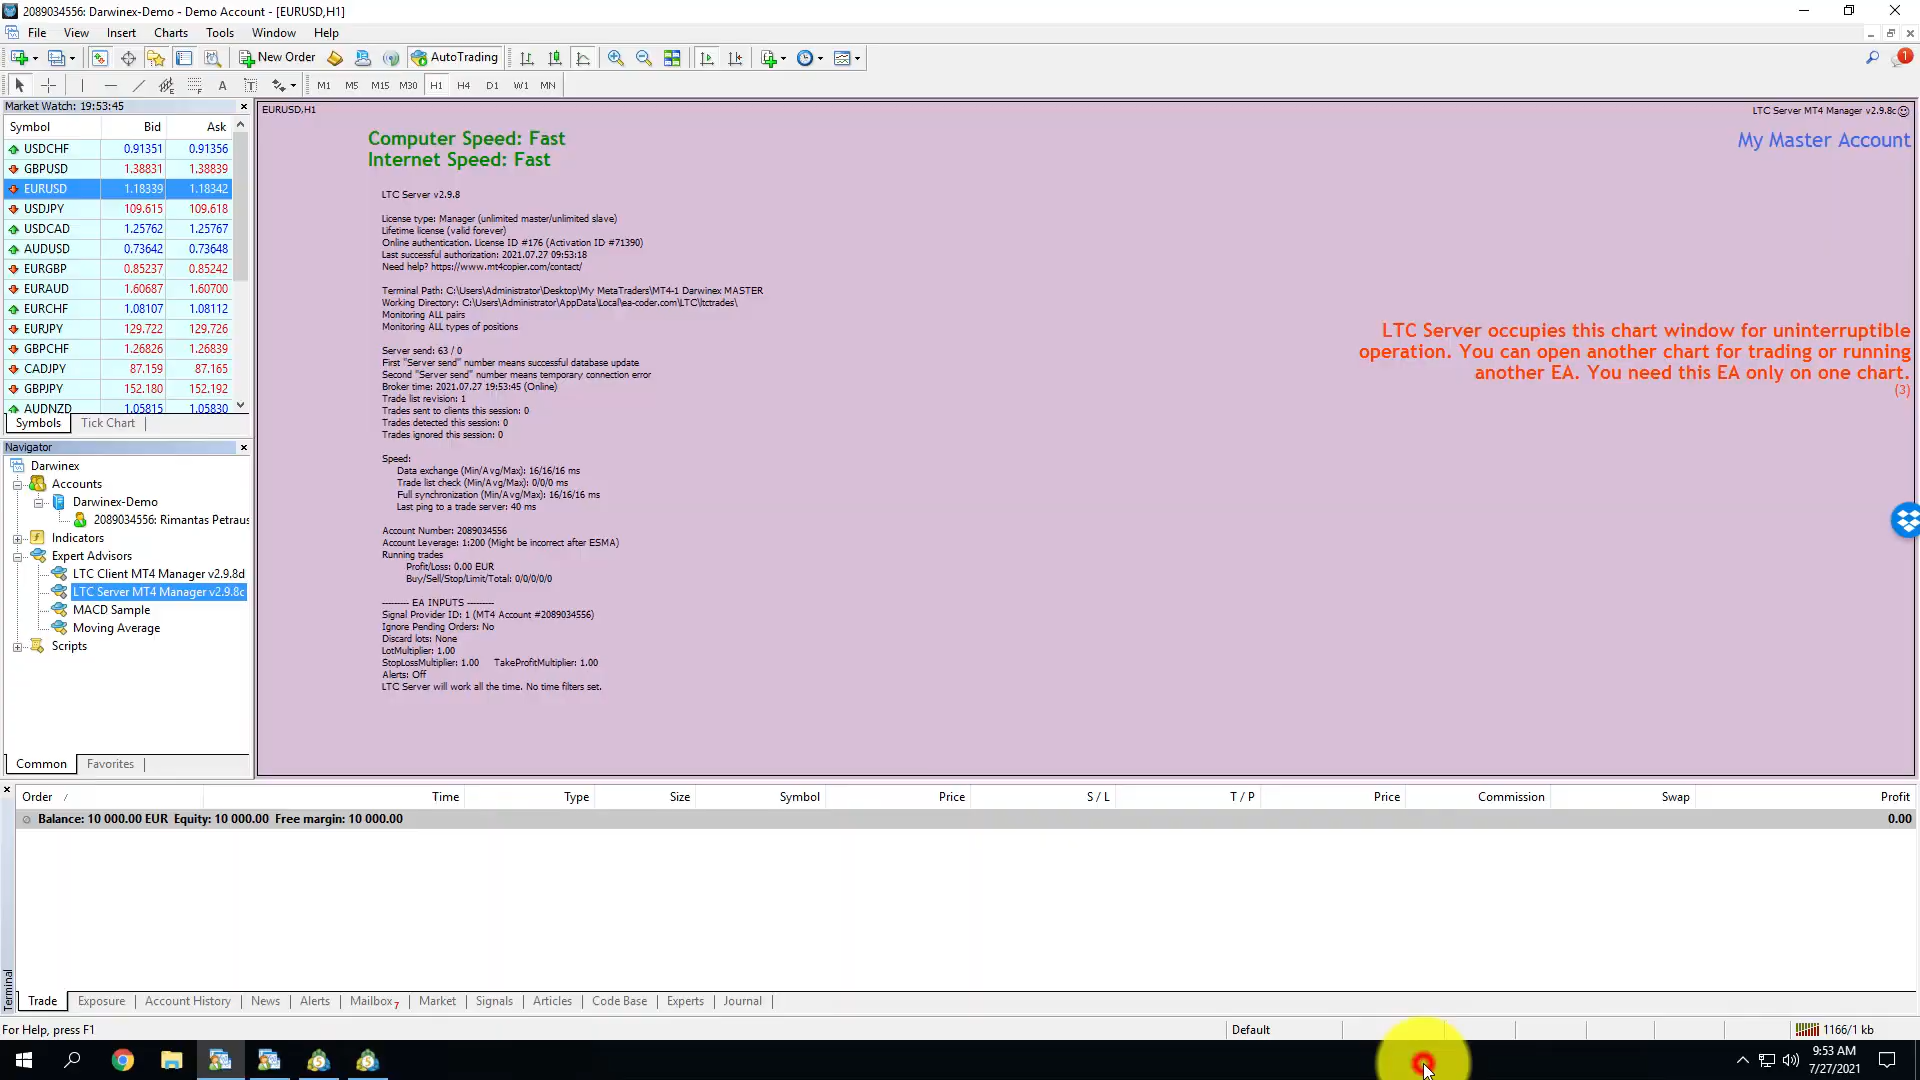 2089034556: Darwinex-Demo - Demo Account - [EURUSD,H1]
File View Insert Charts Tools Window Help
New Order AutoTrading 1
A T M1 M5 M15 M30 H1 H4 D1 W1 MN
Market Watch: 19:53:45
Symbol Bid Ask
USDCHF 0.91351 0.91356
GBPUSD 1.38831 1.38839
EURUSD 1.18339 1.18342
USDJPY 109.615 109.618
USDCAD 1.25762 1.25767
AUDUSD 0.73642 0.73648
EURGBP 0.85237 0.85242
EURAUD 1.60687 1.60700
EURCHF 1.08107 1.08112
EURJPY 129.722 129.726
GBPCHF 1.26826 1.26839
CADJPY 87.159 87.165
GBPJPY 152.180 152.192
AUDNZD 1.05815 1.05830
Symbols Tick Chart
Navigator
Darwinex
Accounts
Darwinex-Demo
2089034556: Rimantas Petraus
Indicators
Expert Advisors
LTC Client MT4 Manager v2.9.8d
LTC Server MT4 Manager v2.9.8c
MACD Sample
Moving Average
Scripts
Common Favorites
EURUSD,H1
LTC Server MT4 Manager v2.9.8c
Computer Speed: Fast
Internet Speed: Fast
My Master Account
LTC Server v2.9.8
License type: Manager (unlimited master/unlimited slave)
Lifetime license (valid forever)
Online authentication. License ID #176 (Activation ID #71390)
Last successful authorization: 2021.07.27 09:53:18
Need help? https://www.mt4copier.com/contact/
Terminal Path: C:\Users\Administrator\Desktop\My MetaTraders\MT4-1 Darwinex MASTER
Working Directory: C:\Users\Administrator\AppData\Local\ea-coder.com\LTC\ltctrades\
Monitoring ALL pairs
Monitoring ALL types of positions
Server send: 63 / 0
First "Server send" number means successful database update
Second "Server send" number means temporary connection error
Broker time: 2021.07.27 19:53:45 (Online)
Trade list revision: 1
Trades sent to clients this session: 0
Trades detected this session: 0
Trades ignored this session: 0
Speed:
Data exchange (Min/Avg/Max): 16/16/16 ms
Trade list check (Min/Avg/Max): 0/0/0 ms
Full synchronization (Min/Avg/Max): 16/16/16 ms
Last ping to a trade server: 40 ms
Account Number: 2089034556
Account Leverage: 1:200 (Might be incorrect after ESMA)
Running trades
Profit/Loss: 0.00 EUR
Buy/Sell/Stop/Limit/Total: 0/0/0/0/0
--------- EA INPUTS ---------
Signal Provider ID: 1 (MT4 Account #2089034556)
Ignore Pending Orders: No
Discard lots: None
LotMultiplier: 1.00
StopLossMultiplier: 1.00 TakeProfitMultiplier: 1.00
Alerts: Off
LTC Server will work all the time. No time filters set.
LTC Server occupies this chart window for uninterruptible
operation. You can open another chart for trading or running
another EA. You need this EA only on one chart.
(3)
Order / Time Type Size Symbol Price S / L T / P Price Commission Swap Profit
Balance: 10 000.00 EUR Equity: 10 000.00 Free margin: 10 000.00 0.00
Terminal
Trade Exposure Account History News Alerts Mailbox 7 Market Signals Articles Code Base Experts Journal
For Help, press F1 Default 1166/1 kb
9:53 AM
7/27/2021